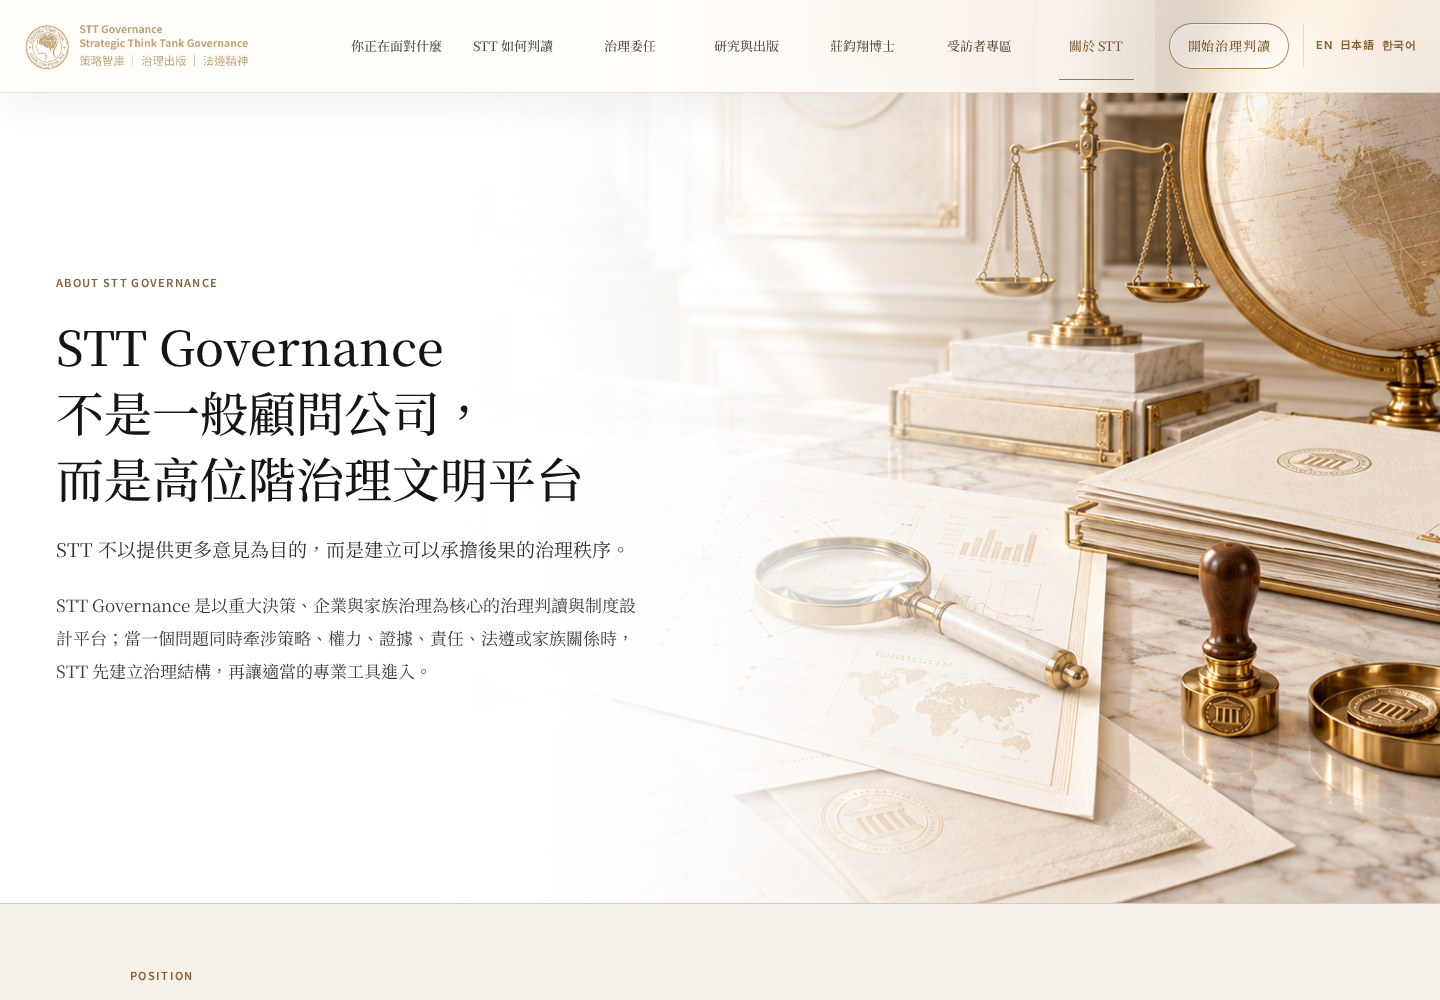 STT Governance
Strategic Think Tank Governance
策略智庫 | 治理出版 | 法遵精神
你正在面對什麼
STT 如何判讀
治理委任
研究與出版
莊鈞翔博士
受訪者專區
關於 STT
開始治理判讀
EN 日本語 한국어
ABOUT STT GOVERNANCE
STT Governance
不是一般顧問公司，
而是高位階治理文明平台
STT 不以提供更多意見為目的，而是建立可以承擔後果的治理秩序。
STT Governance 是以重大決策、企業與家族治理為核心的治理判讀與制度設
計平台；當一個問題同時牽涉策略、權力、證據、責任、法遵或家族關係時，
STT 先建立治理結構，再讓適當的專業工具進入。
POSITION